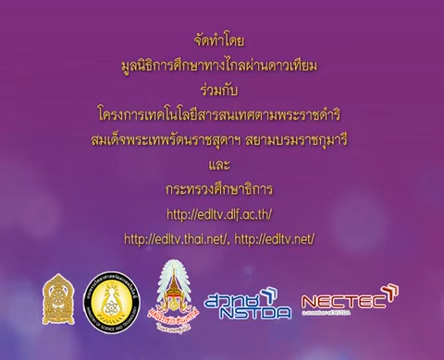 จัดทำโดย
มูลนิธิการศึกษาทางไกลผ่านดาวเทียม
ร่วมกับ
โครงการเทคโนโลยีสารสนเทศตามพระราชดำริ
สมเด็จพระเทพรัตนราชสุดาฯ สยามบรมราชกุมารี
และ
กระทรวงศึกษาธิการ
http://edltv.dlf.ac.th/
http://edltv.thai.net/, http://edltv.net/
สวทช
NSTDA
NECTEC
a member of NSTDA